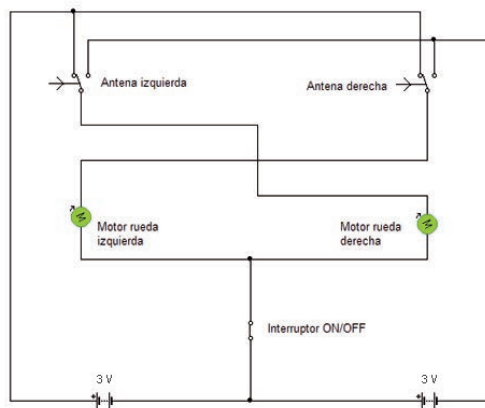 Antena izquierda
Antena derecha
M
Motor rueda
izquierda
M
Motor rueda
derecha
Interruptor ON/OFF
3 V
+
3 V
+